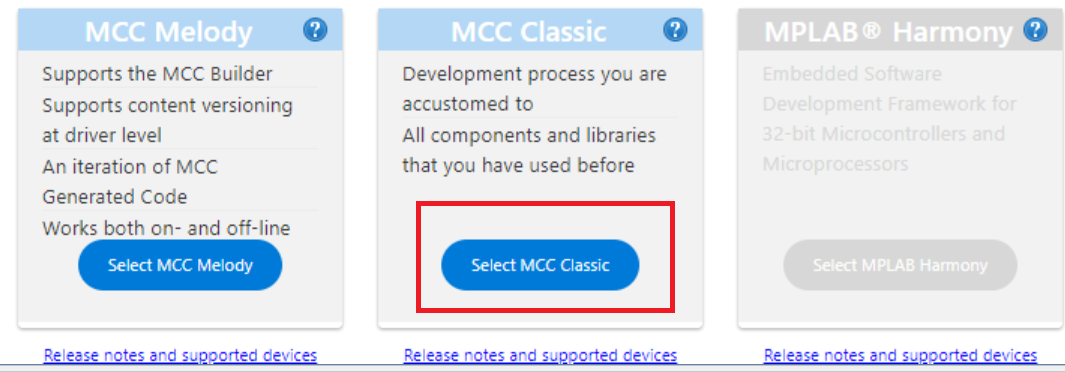 MCC Melody
Supports the MCC Builder
Supports content versioning
at driver level
An iteration of MCC
Generated Code
Works both on- and off-line
Select MCC Melody
Release notes and supported devices
MCC Classic
Development process you are
accustomed to
All components and libraries
that you have used before
Select MCC Classic
Release notes and supported devices
MPLAB® Harmony
Embedded Software
Development Framework for
32-bit Microcontrollers and
Microprocessors
Select MPLAB Harmony
Release notes and supported devices